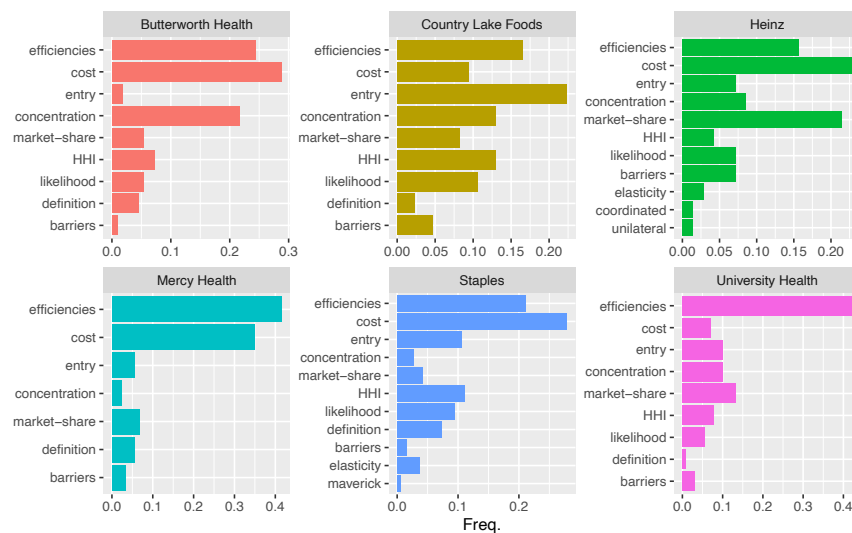 Butterworth Health
efficiencies
cost
entry
concentration
market−share
HHI
likelihood
definition
barriers
0.0 0.1 0.2 0.3
Country Lake Foods
efficiencies
cost
entry
concentration
market−share
HHI
likelihood
definition
barriers
0.00 0.05 0.10 0.15 0.20
Heinz
efficiencies
cost
entry
concentration
market−share
HHI
likelihood
barriers
elasticity
coordinated
unilateral
0.00 0.05 0.10 0.15 0.20
Mercy Health
efficiencies
cost
entry
concentration
market−share
definition
barriers
0.0 0.1 0.2 0.3 0.4
Staples
efficiencies
cost
entry
concentration
market−share
HHI
likelihood
definition
barriers
elasticity
maverick
0.0 0.1 0.2
University Health
efficiencies
cost
entry
concentration
market−share
HHI
likelihood
definition
barriers
0.0 0.1 0.2 0.3 0.4
Freq.